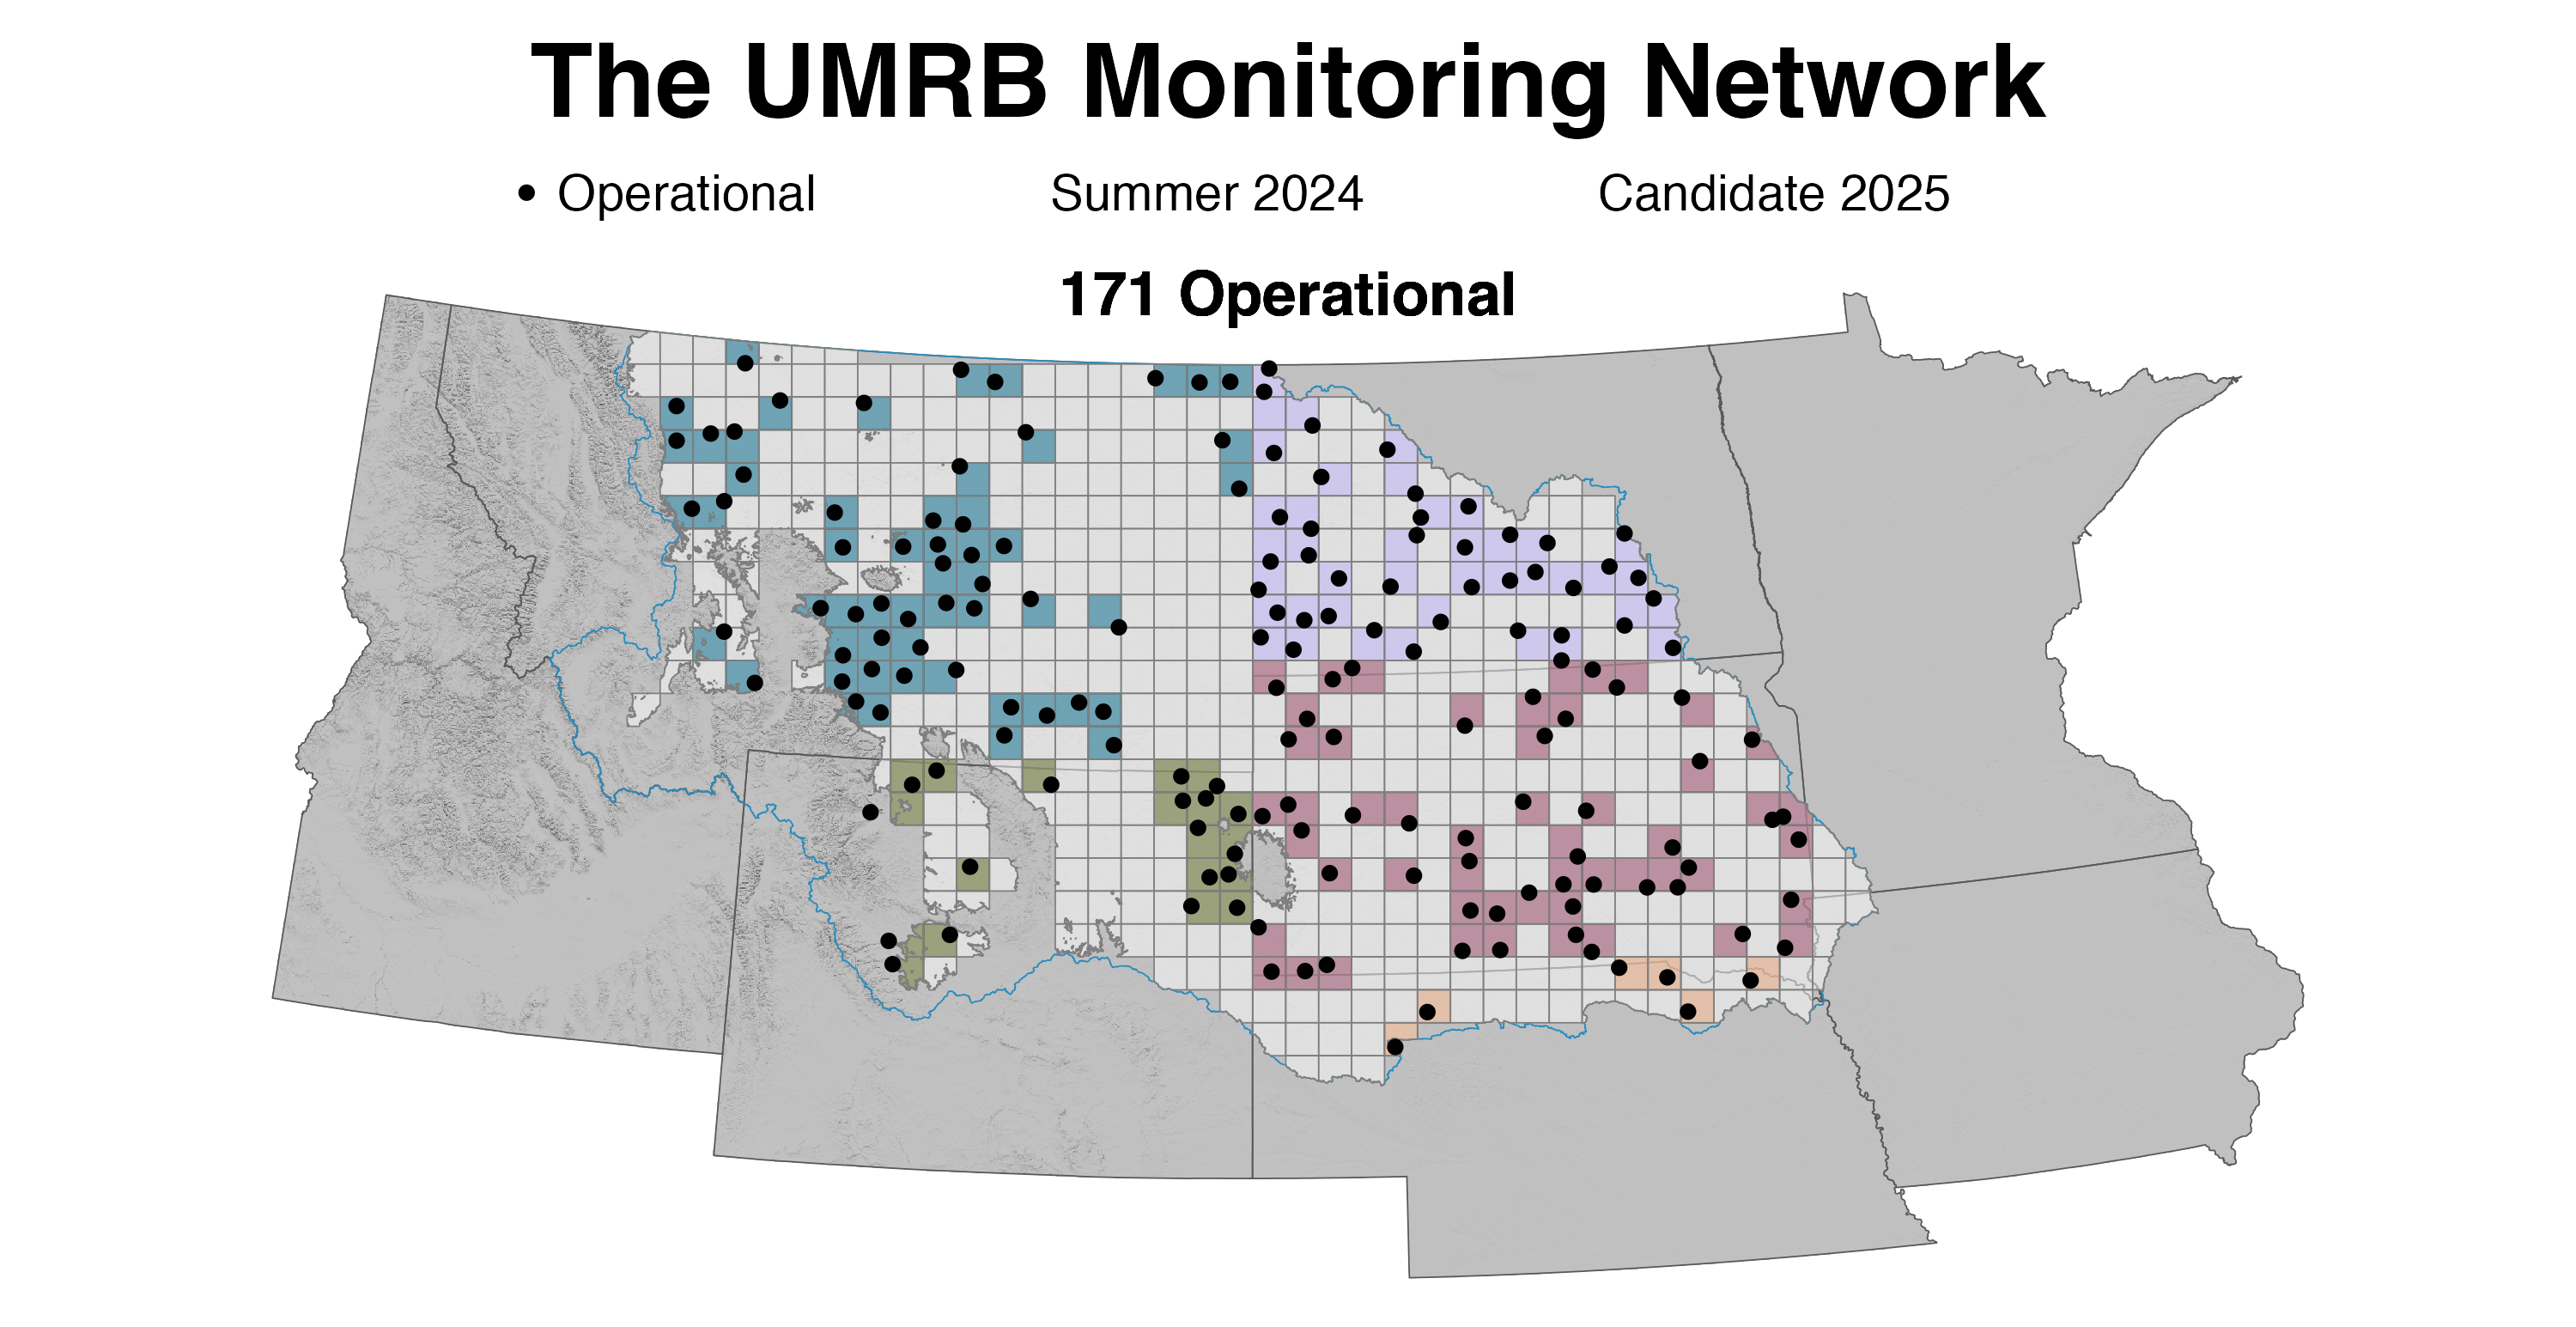 The UMRB Monitoring Network
Operational Summer 2024 Candidate 2025
171 Operational